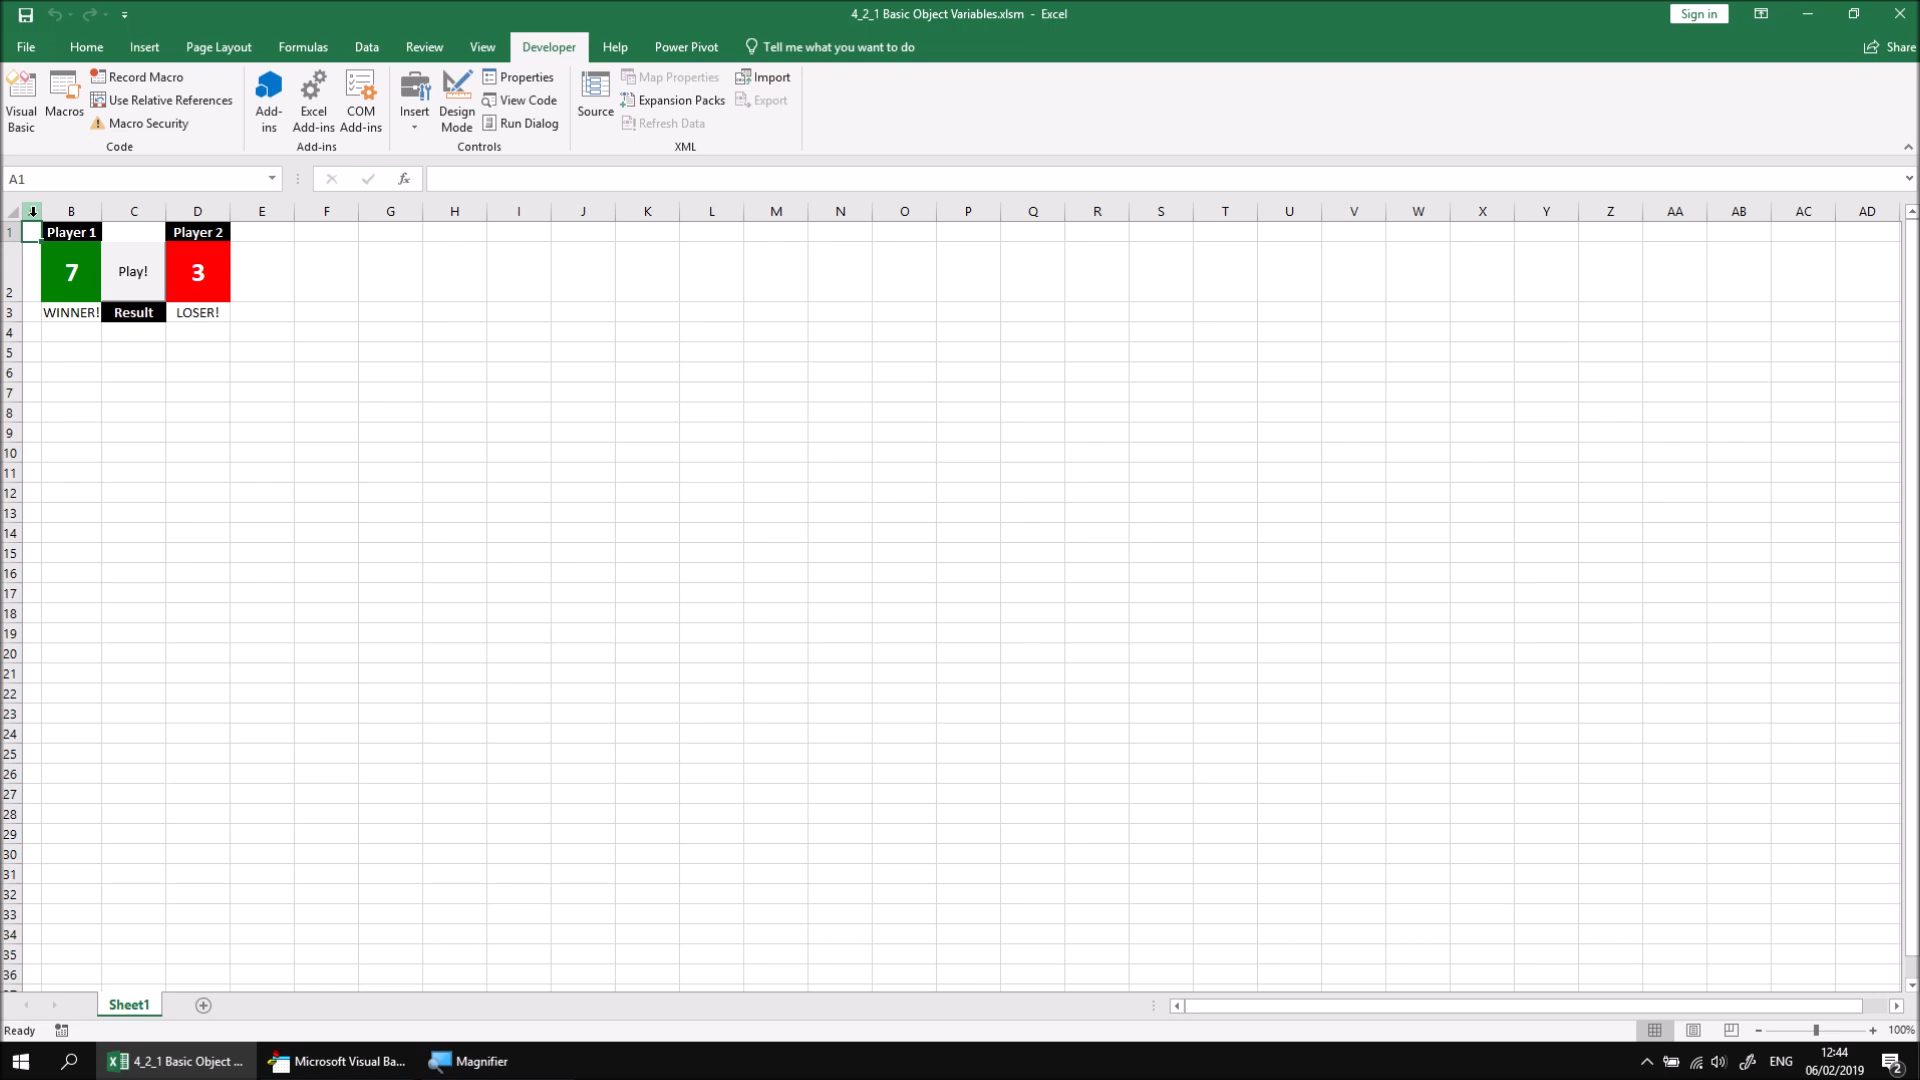 4_2_1 Basic Object Variables.xlsm - Excel
Sign in
File Home Insert Page Layout Formulas Data Review View Developer Help Power Pivot Tell me what you want to do
Share
Visual Basic
Macros
Record Macro
Use Relative References
Macro Security
Code
Add-ins
Excel Add-ins
COM Add-ins
Add-ins
Insert
Design Mode
Properties
View Code
Run Dialog
Controls
Source
Map Properties
Expansion Packs
Refresh Data
Import
Export
XML
A1
fx
B C D E F G H I J K L M N O P Q R S T U V W X Y Z AA AB AC AD
1 Player 1 Player 2
2 7 Play! 3
3 WINNER! Result LOSER!
4
5
6
7
8
9
10
11
12
13
14
15
16
17
18
19
20
21
22
23
24
25
26
27
28
29
30
31
32
33
34
35
36
Sheet1
Ready
100%
4_2_1 Basic Object ...
Microsoft Visual Ba...
Magnifier
ENG
12:44
06/02/2019
2